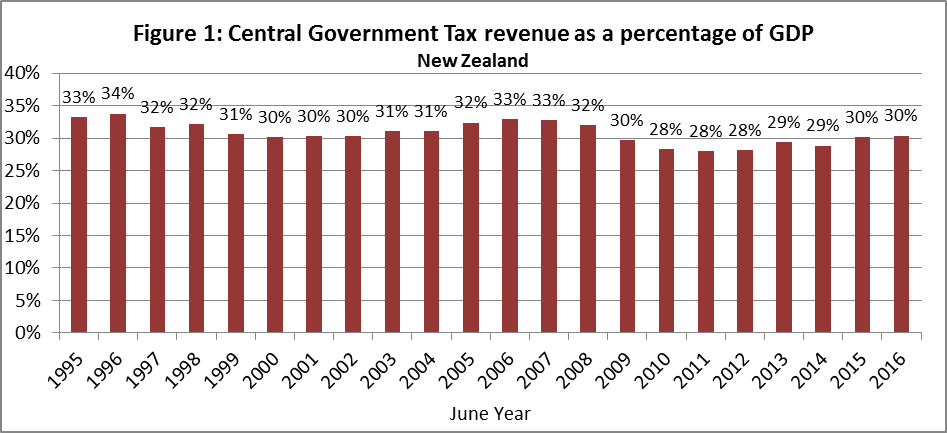 Figure 1: Central Government Tax revenue as a percentage of GDP
New Zealand
40%
35%
30%
25%
20%
15%
10%
5%
0%
33% 34% 32% 32% 31% 30% 30% 30% 31% 31% 32% 33% 33% 32% 30% 28% 28% 28% 29% 29% 30% 30%
1995 1996 1997 1998 1999 2000 2001 2002 2003 2004 2005 2006 2007 2008 2009 2010 2011 2012 2013 2014 2015 2016
June Year